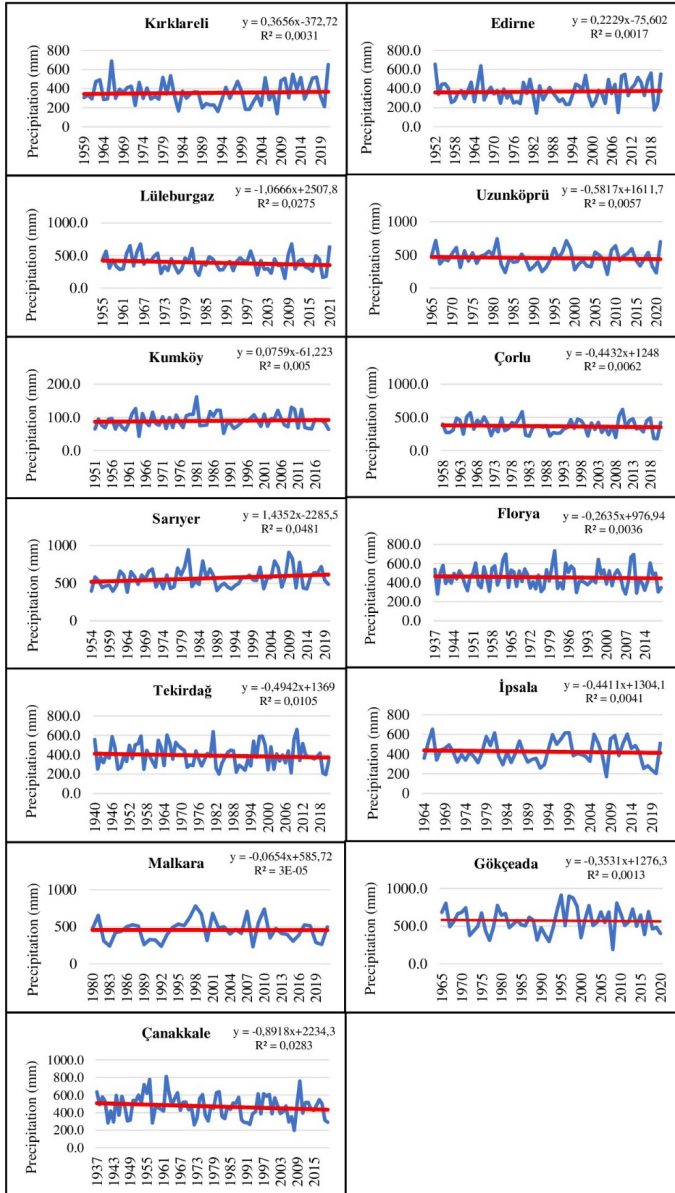 Kırklareli
y = 0,3656x-372,72
R² = 0,0031
Precipitation (mm)
800
600
400
200
0
1959 1964 1969 1974 1979 1984 1989 1994 1999 2004 2009 2014 2019
Edirne
y = 0,2229x-75,602
R² = 0,0017
Precipitation (mm)
800.0
600.0
400.0
200.0
0.0
1952 1958 1964 1970 1976 1982 1988 1994 2000 2006 2012 2018
Lüleburgaz
y = -1,0666x+2507,8
R² = 0,0275
Precipitation (mm)
1000.0
500.0
0.0
1955 1961 1967 1973 1979 1985 1991 1997 2003 2009 2015 2021
Uzunköprü
y = -0,5817x+1611,7
R² = 0,0057
Precipitation (mm)
1000
500
0
1965 1970 1975 1980 1985 1990 1995 2000 2005 2010 2015 2020
Kumköy
y = 0,0759x-61,223
R² = 0,005
Precipitation (mm)
200.0
100.0
0.0
1951 1956 1961 1966 1971 1976 1981 1986 1991 1996 2001 2006 2011 2016
Çorlu
y = -0,4432x+1248
R² = 0,0062
Precipitation (mm)
1000.0
500.0
0.0
1958 1963 1968 1973 1978 1983 1988 1993 1998 2003 2008 2013 2018
Sarıyer
y = 1,4352x-2285,5
R² = 0,0481
Precipitation (mm)
1000
500
0
1954 1959 1964 1969 1974 1979 1984 1989 1994 1999 2004 2009 2014 2019
Florya
y = -0,2635x+976,94
R² = 0,0036
Precipitation (mm)
800.0
600.0
400.0
200.0
0.0
1937 1944 1951 1958 1965 1972 1979 1986 1993 2000 2007 2014
Tekirdağ
y = -0,4942x+1369
R² = 0,0105
Precipitation (mm)
800.0
600.0
400.0
200.0
0.0
1940 1946 1952 1958 1964 1970 1976 1982 1988 1994 2000 2006 2012 2018
İpsala
y = -0,4411x+1304,1
R² = 0,0041
Precipitation (mm)
800
600
400
200
0
1964 1969 1974 1979 1984 1989 1994 1999 2004 2009 2014 2019
Malkara
y = -0,0654x+585,72
R² = 3E-05
Precipitation (mm)
1000
500
0
1980 1983 1986 1989 1992 1995 1998 2001 2004 2007 2010 2013 2016 2019
Gökçeada
y = -0,3531x+1276,3
R² = 0,0013
Precipitation (mm)
1000.0
500.0
0.0
1965 1970 1975 1980 1985 1990 1995 2000 2005 2010 2015 2020
Çanakkale
y = -0,8918x+2234,3
R² = 0,0283
Precipitation (mm)
1000.0
800.0
600.0
400.0
200.0
0.0
1937 1943 1949 1955 1961 1967 1973 1979 1985 1991 1997 2003 2009 2015